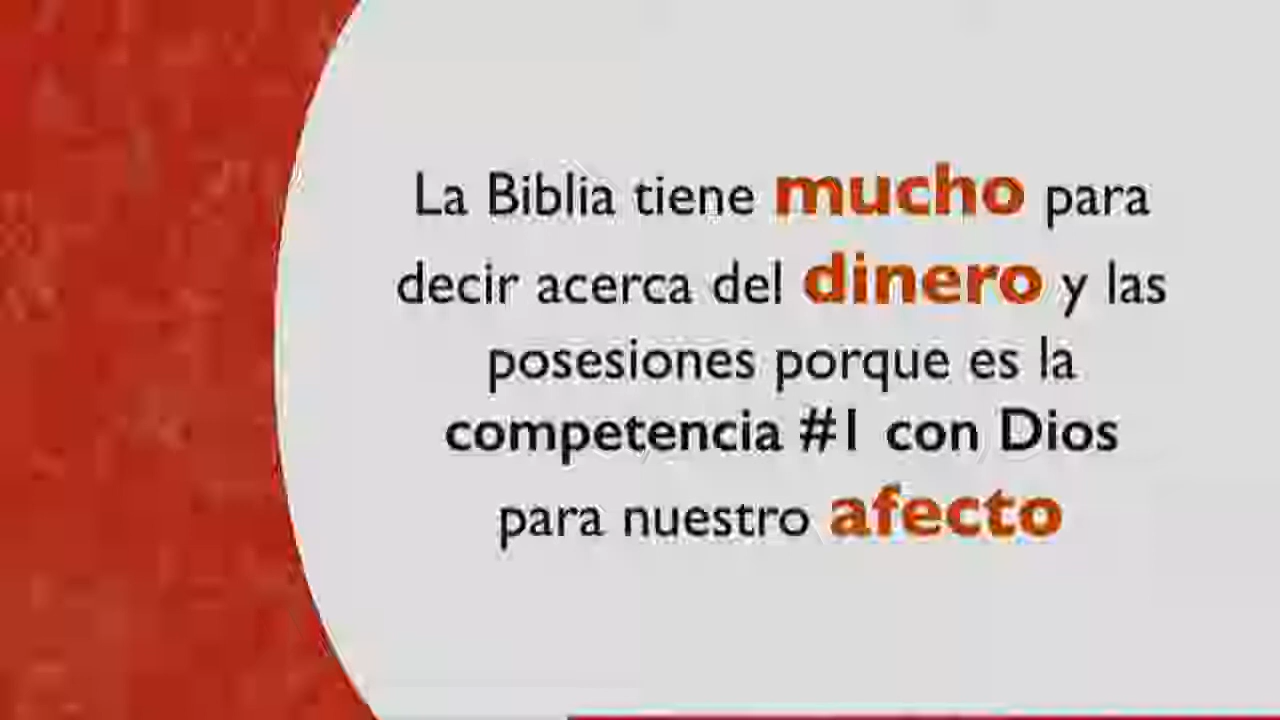 La Biblia tiene mucho para
decir acerca del dinero y las
posesiones porque es la
competencia #1 con Dios
para nuestro afecto